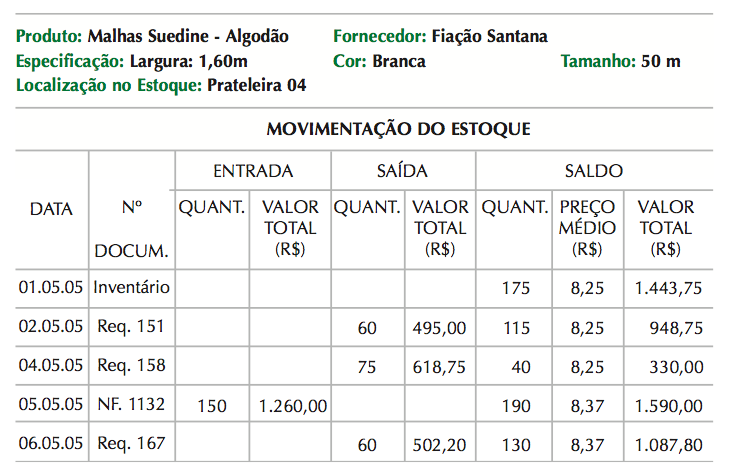 Produto: Malhas Suedine - Algodão Fornecedor: Fiação Santana
Especificação: Largura: 1,60m Cor: Branca Tamanho: 50 m
Localização no Estoque: Prateleira 04
MOVIMENTAÇÃO DO ESTOQUE
ENTRADA SAÍDA SALDO
DATA Nº DOCUM. QUANT. VALOR TOTAL (R$) QUANT. VALOR TOTAL (R$) QUANT. PREÇO MÉDIO (R$) VALOR TOTAL (R$)
01.05.05 Inventário 175 8,25 1.443,75
02.05.05 Req. 151 60 495,00 115 8,25 948,75
04.05.05 Req. 158 75 618,75 40 8,25 330,00
05.05.05 NF. 1132 150 1.260,00 190 8,37 1.590,00
06.05.05 Req. 167 60 502,20 130 8,37 1.087,80